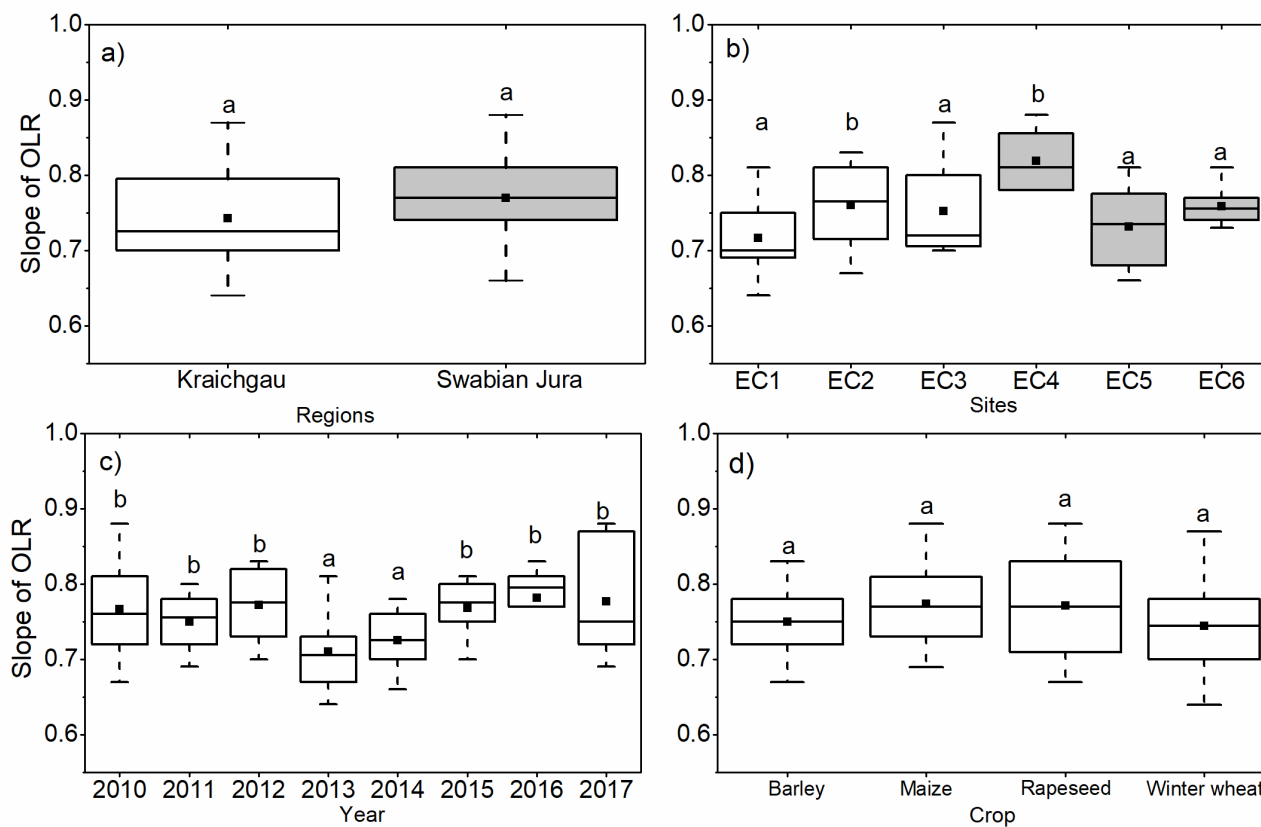 a)
Slope of OLR
1.0
0.9
0.8
0.7
0.6
a
a
Kraichgau
Swabian Jura
Regions
b)
1.0
0.9
0.8
0.7
0.6
a
b
a
b
a
a
EC1
EC2
EC3
EC4
EC5
EC6
Sites
c)
Slope of OLR
1.0
0.9
0.8
0.7
0.6
b
b
b
a
a
b
b
b
2010
2011
2012
2013
2014
2015
2016
2017
Year
d)
1.0
0.9
0.8
0.7
0.6
a
a
a
a
Barley
Maize
Rapeseed
Winter wheat
Crop